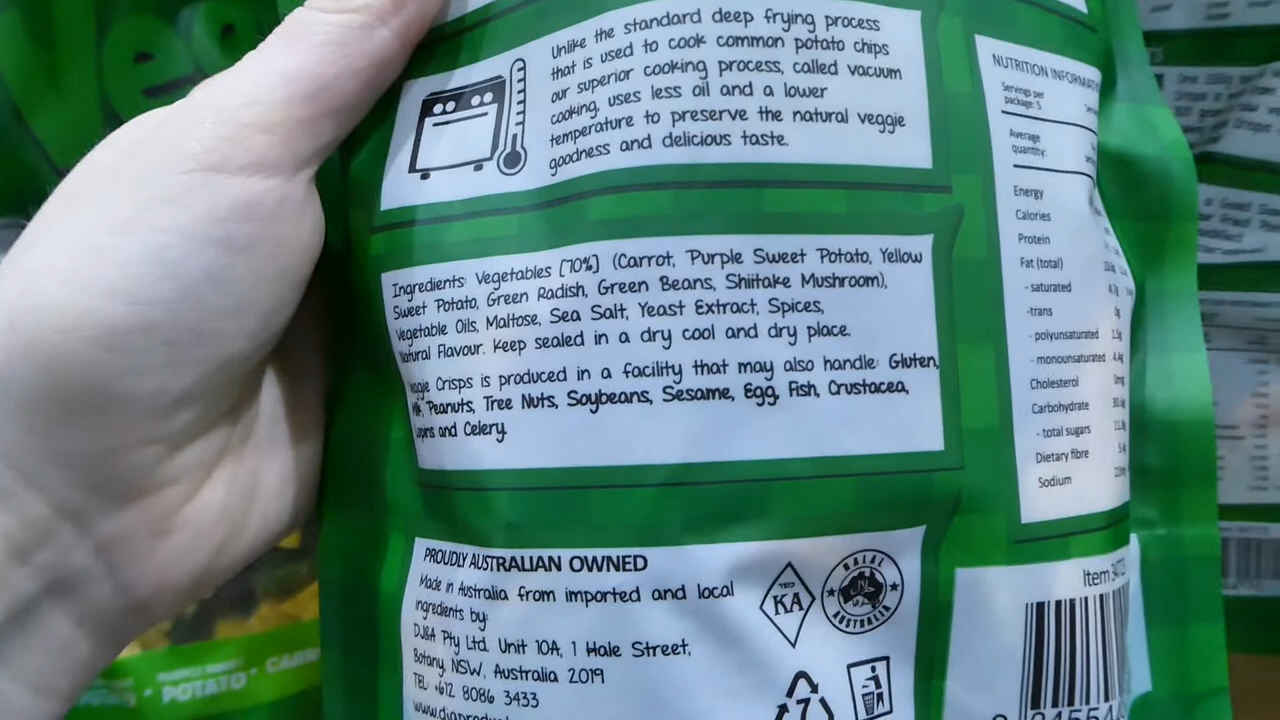 Vee
Unlike the standard deep frying process
that is used to cook common potato chips
our superior cooking process, called vacuum
cooking, uses less oil and a lower
temperature to preserve the natural veggie
goodness and delicious taste.
Ingredients: Vegetables [70%] (Carrot, Purple Sweet Potato, Yellow
Sweet Potato, Green Radish, Green Beans, Shiitake Mushroom),
Vegetable Oils, Maltose, Sea Salt, Yeast Extract, Spices,
Natural Flavour. Keep sealed in a dry cool and dry place.
Crisps is produced in a facility that may also handle: Gluten,
Peanuts, Tree Nuts, Soybeans, Sesame, Egg, Fish, Crustacea,
and Celery.
PROUDLY AUSTRALIAN OWNED
Made in Australia from imported and local
ingredients by:
DJ&A Pty Ltd. Unit 10A, 1 Hale Street,
Botany, NSW, Australia 2019
TEL: +612 8086 3433
KA
HALAL
AUSTRALIA
7
NUTRITION
Servings per
package: 5
Average
quantity:
Energy
Calories
Protein
Fat (total)
- saturated
-trans
- polyunsaturated
- monounsaturated
Cholesterol
Carbohydrate
- total sugars
Dietary fibre
Sodium
Item
POTATO